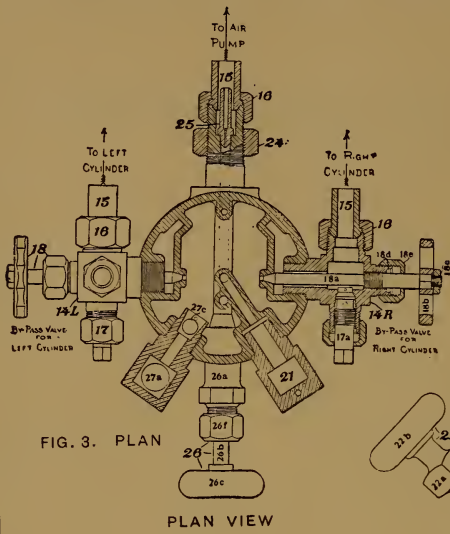 TO AIR
PUMP
15
16
25
24
TO LEFT
CYLINDER
TO RIGHT
CYLINDER
15
15
16
16
18
18d
18e
18a
18b
18c
14L
14R
17
17a
BY-PASS VALVE
FOR
LEFT CYLINDER
BY-PASS VALVE
FOR
RIGHT CYLINDER
27c
27a
21
26a
26f
26
26b
26c
22b
22a
FIG. 3. PLAN
PLAN VIEW